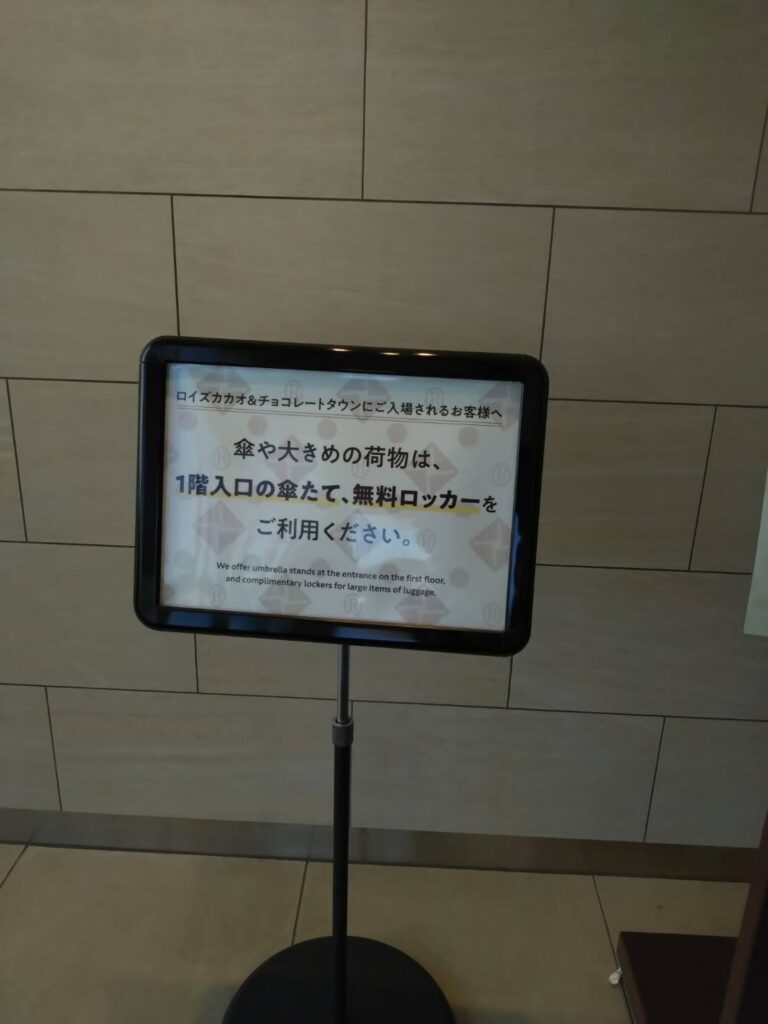 ロイズカカオ&チョコレートタウンにご入場されるお客様へ
傘や大きめの荷物は、
1階入口の傘たて、無料ロッカーを
ご利用ください。
We offer umbrella stands at the entrance on the first floor,
and complimentary lockers for large items of luggage.